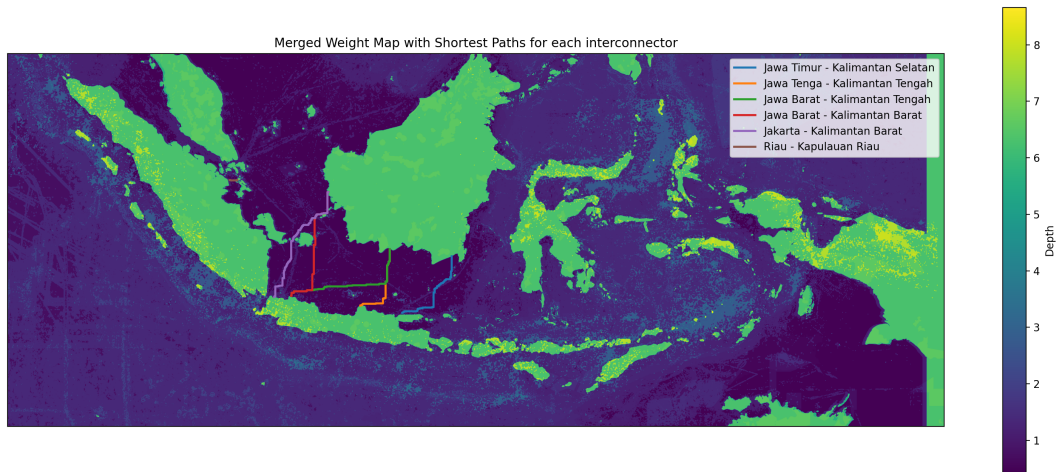 Merged Weight Map with Shortest Paths for each interconnector
Jawa Timur - Kalimantan Selatan
Jawa Tenga - Kalimantan Tengah
Jawa Barat - Kalimantan Tengah
Jawa Barat - Kalimantan Barat
Jakarta - Kalimantan Barat
Riau - Kapulauan Riau
8
7
6
5
4
3
2
1
Depth